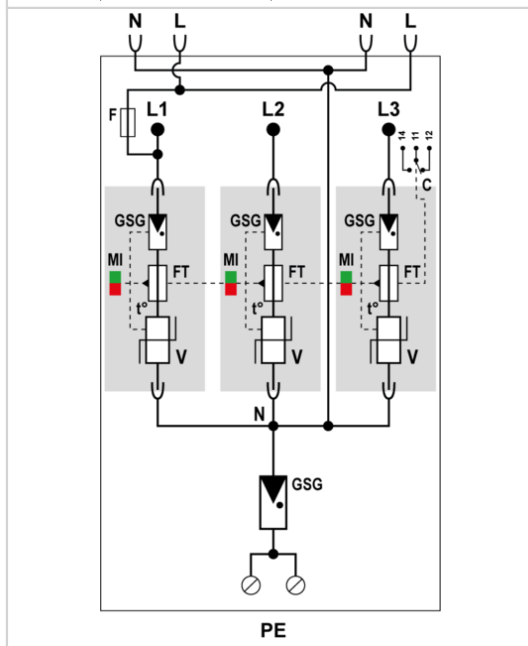 N L N L
F L1 L2 L3 14 11 12
C
GSG GSG GSG
MI FT MI FT MI FT
t° t° t°
V V V
N
GSG
PE